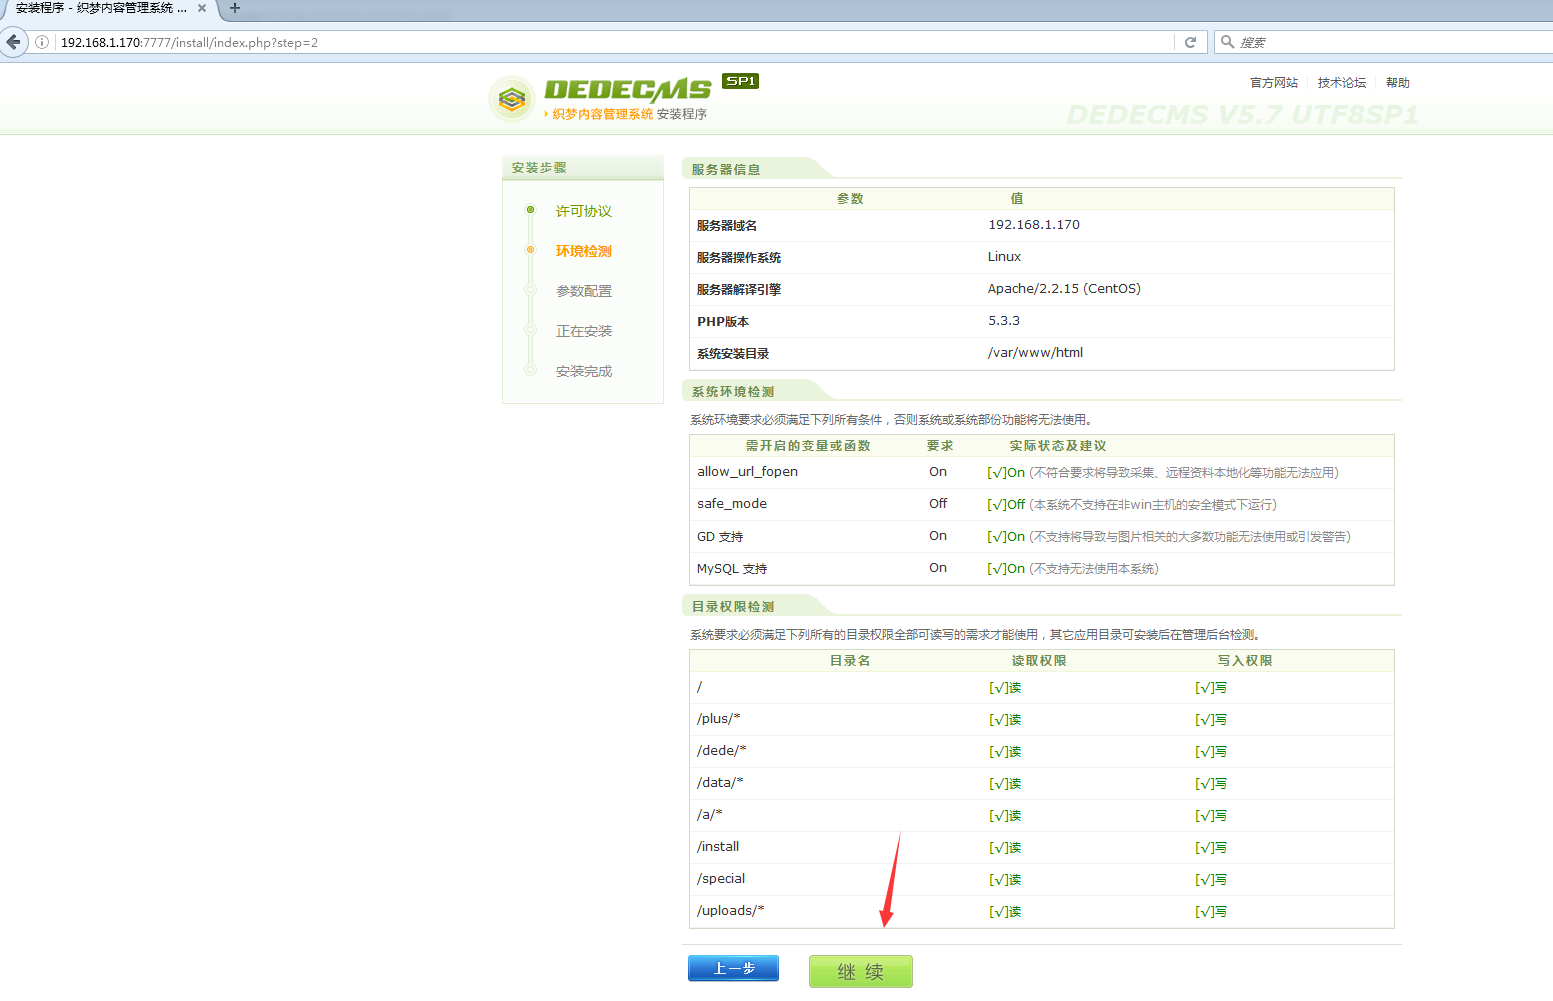 安装程序 - 织梦内容管理系统 ...
192.168.1.170:7777/install/index.php?step=2
搜索
DEDECMS SP1
织梦内容管理系统 安装程序
官方网站 技术论坛 帮助
DEDECMS V5.7 UTF8SP1
安装步骤
许可协议
环境检测
参数配置
正在安装
安装完成
服务器信息
参数 值
服务器域名 192.168.1.170
服务器操作系统 Linux
服务器解译引擎 Apache/2.2.15 (CentOS)
PHP版本 5.3.3
系统安装目录 /var/www/html
系统环境检测
系统环境要求必须满足下列所有条件，否则系统或系统部份功能将无法使用。
需开启的变量或函数 要求 实际状态及建议
allow_url_fopen On [√]On (不符合要求将导致采集、远程资料本地化等功能无法应用)
safe_mode Off [√]Off (本系统不支持在非win主机的安全模式下运行)
GD 支持 On [√]On (不支持将导致与图片相关的大多数功能无法使用或引发警告)
MySQL 支持 On [√]On (不支持无法使用本系统)
目录权限检测
系统要求必须满足下列所有的目录权限全部可读写的需求才能使用，其它应用目录可安装后在管理后台检测。
目录名 读取权限 写入权限
/ [√]读 [√]写
/plus/* [√]读 [√]写
/dede/* [√]读 [√]写
/data/* [√]读 [√]写
/a/* [√]读 [√]写
/install [√]读 [√]写
/special [√]读 [√]写
/uploads/* [√]读 [√]写
上一步 继 续